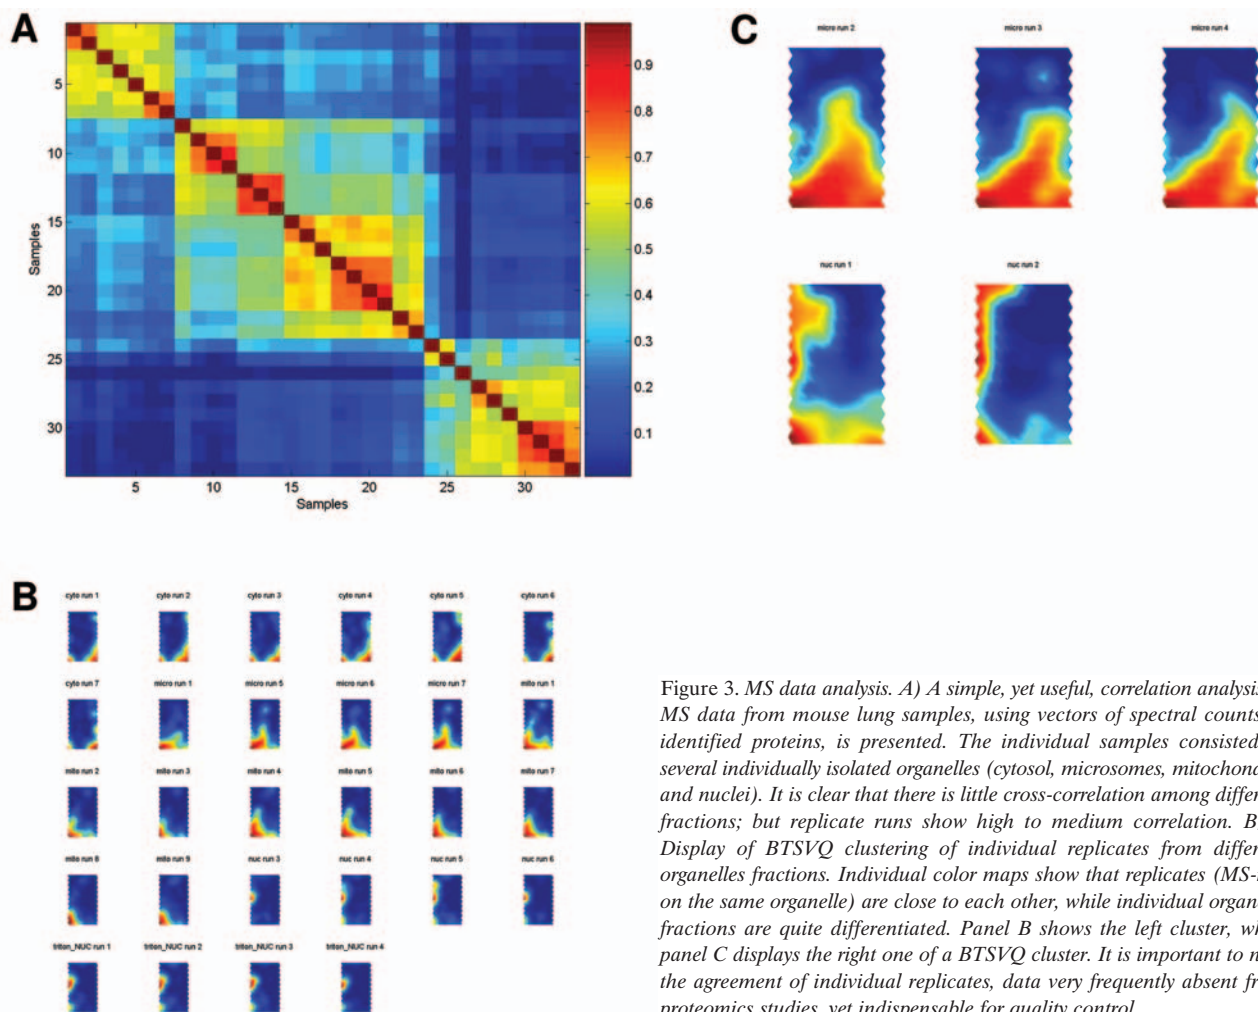 A
C
micro run 2
micro run 3
micro run 4
5
10
15
20
25
30
Samples
0.9
0.8
0.7
0.6
0.5
0.4
0.3
0.2
0.1
5
10
15
20
25
30
Samples
nuc run 1
nuc run 2
B
cyto run 1
cyto run 2
cyto run 3
cyto run 4
cyto run 5
cyto run 6
cyto run 7
micro run 1
micro run 5
micro run 6
micro run 7
mito run 1
mito run 2
mito run 3
mito run 4
mito run 5
mito run 6
mito run 7
mito run 8
mito run 9
nuc run 3
nuc run 4
nuc run 5
nuc run 6
triton_NUC run 1
triton_NUC run 2
triton_NUC run 3
triton_NUC run 4
Figure 3. MS data analysis. A) A simple, yet useful, correlation analysis
MS data from mouse lung samples, using vectors of spectral counts
identified proteins, is presented. The individual samples consisted
several individually isolated organelles (cytosol, microsomes, mitochond
and nuclei). It is clear that there is little cross-correlation among differ
fractions; but replicate runs show high to medium correlation. B
Display of BTSVQ clustering of individual replicates from differ
organelles fractions. Individual color maps show that replicates (MS-
on the same organelle) are close to each other, while individual organ
fractions are quite differentiated. Panel B shows the left cluster, wh
panel C displays the right one of a BTSVQ cluster. It is important to n
the agreement of individual replicates, data very frequently absent fr
proteomics studies, yet indispensable for quality control.